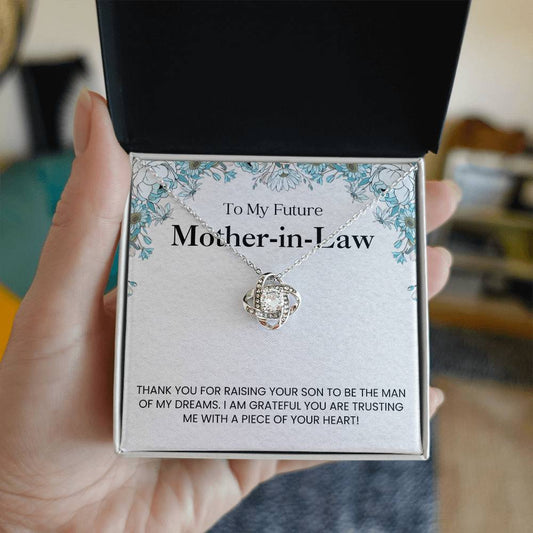 To My Future
Mother-in-Law
THANK YOU FOR RAISING YOUR SON TO BE THE MAN
OF MY DREAMS. I AM GRATEFUL YOU ARE TRUSTING
ME WITH A PIECE OF YOUR HEART!